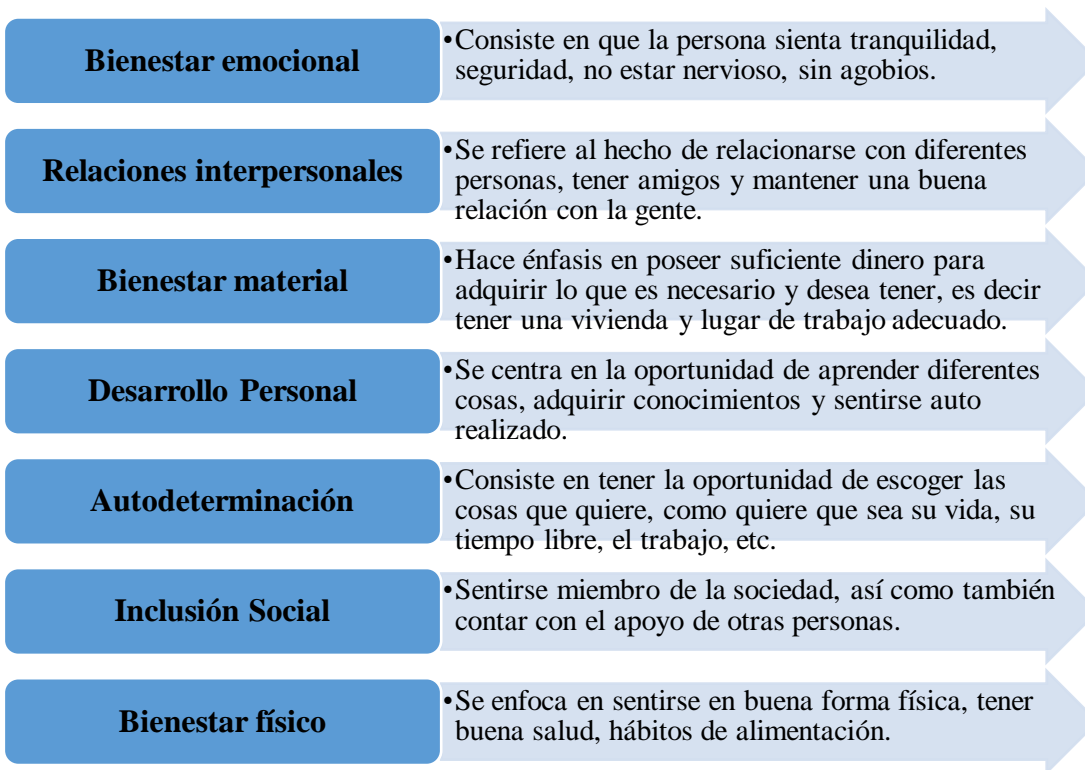 Bienestar emocional
•Consiste en que la persona sienta tranquilidad,
seguridad, no estar nervioso, sin agobios.
Relaciones interpersonales
•Se refiere al hecho de relacionarse con diferentes
personas, tener amigos y mantener una buena
relación con la gente.
Bienestar material
•Hace énfasis en poseer suficiente dinero para
adquirir lo que es necesario y desea tener, es decir
tener una vivienda y lugar de trabajo adecuado.
Desarrollo Personal
•Se centra en la oportunidad de aprender diferentes
cosas, adquirir conocimientos y sentirse auto
realizado.
Autodeterminación
•Consiste en tener la oportunidad de escoger las
cosas que quiere, como quiere que sea su vida, su
tiempo libre, el trabajo, etc.
Inclusión Social
•Sentirse miembro de la sociedad, así como también
contar con el apoyo de otras personas.
Bienestar físico
•Se enfoca en sentirse en buena forma física, tener
buena salud, hábitos de alimentación.